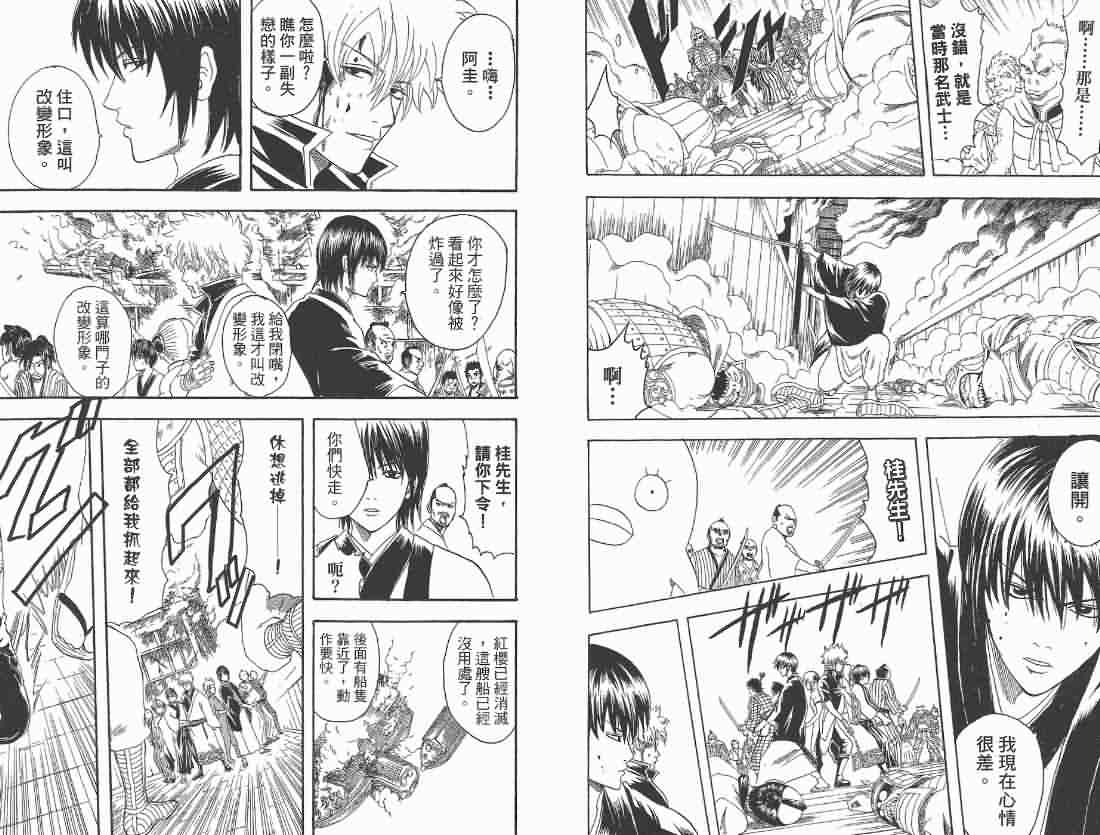 啊……那是……
沒錯，就是
當時那名武士…
啊…
讓開。
我現在心情
很差。
桂先生！
…嗨…
阿圭。
怎麼啦？
瞧你一副失
戀的樣子。
住口，這叫
改變形象。
你才怎麼了？
看起來好像被
炸過了。
給我閉嘴，
我這才叫改
變形象。
這算哪門子的
改變形象。
桂先生，
請你下令！
你們快走。
呃？
紅櫻已經消滅
，這艘船已經
沒用處了。
後面有船隻
靠近了，動
作要快。
休想逃掉
—！
全部都給我抓起來！